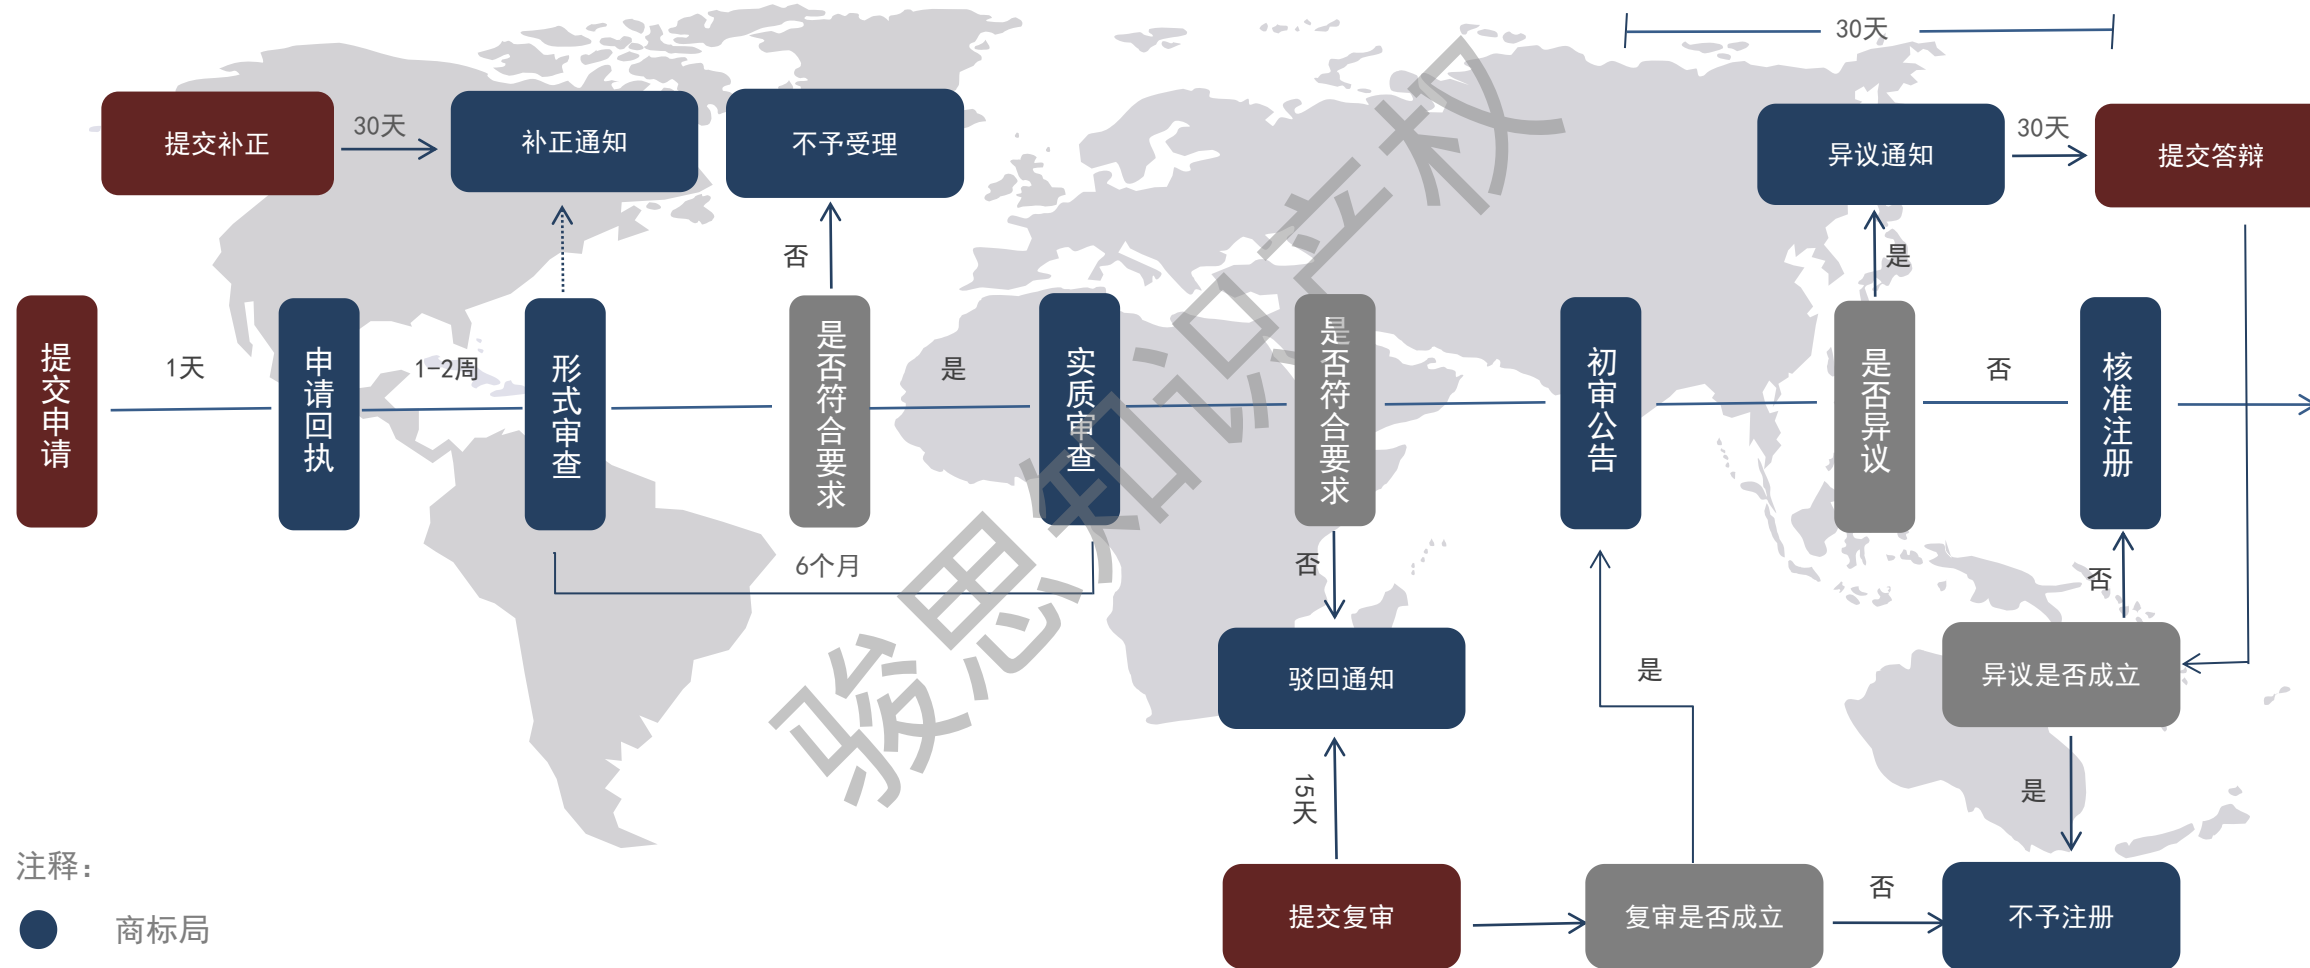 30天
提交补正
30天
补正通知
不予受理
异议通知
30天
提交答辩
否
是
提交申请
1天
申请回执
1-2周
形式审查
是否符合要求
是
实质审查
是否符合要求
初审公告
是否异议
否
核准注册
6个月
否
否
驳回通知
是
异议是否成立
15天
是
提交复审
复审是否成立
否
不予注册
注释：
商标局
骏思知识产权